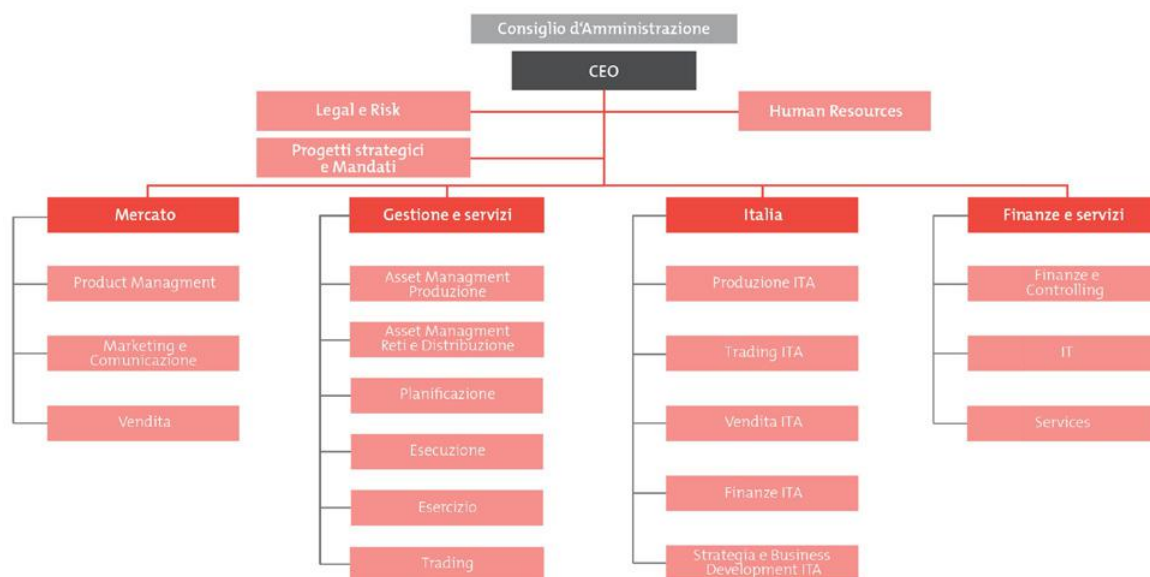 Consiglio d'Amministrazione
CEO
Legal e Risk
Human Resources
Progetti strategici
e Mandati
Mercato
Product Managment
Marketing e
Comunicazione
Vendita
Gestione e servizi
Asset Managment
Produzione
Asset Managment
Reti e Distribuzione
Planificazione
Esecuzione
Esercizio
Trading
Italia
Produzione ITA
Trading ITA
Vendita ITA
Finanze ITA
Strategia e Business
Development ITA
Finanze e servizi
Finanze e
Controlling
IT
Services